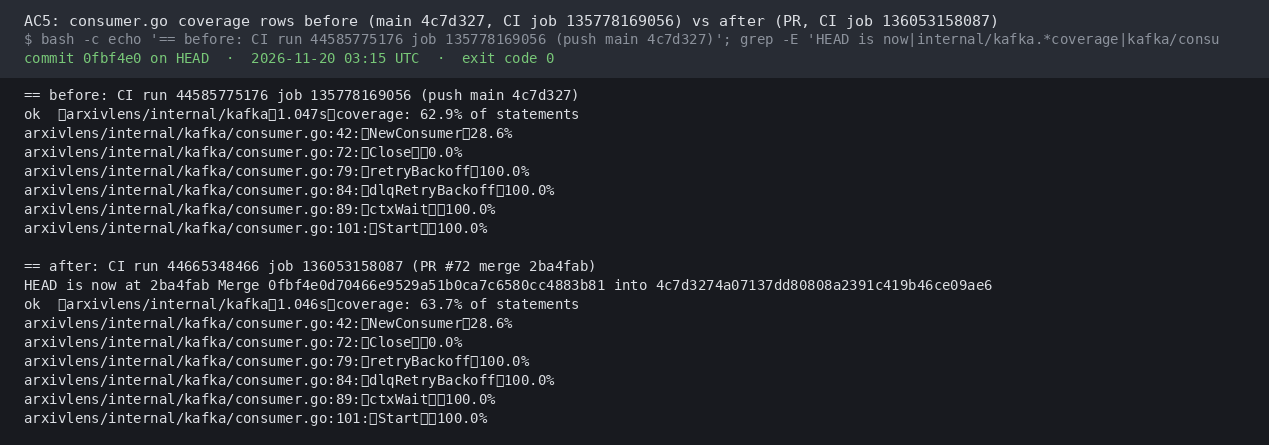 AC5: consumer.go coverage rows before (main 4c7d327, CI job 135778169056) vs after (PR, CI job 136053158087)
$ bash -c echo '== before: CI run 44585775176 job 135778169056 (push main 4c7d327)'; grep -E 'HEAD is now|internal/kafka.*coverage|kafka/consu
commit 0fbf4e0 on HEAD · 2026-11-20 03:15 UTC · exit code 0
== before: CI run 44585775176 job 135778169056 (push main 4c7d327)
ok  □arxivlens/internal/kafka□1.047s□coverage: 62.9% of statements
arxivlens/internal/kafka/consumer.go:42:□NewConsumer□28.6%
arxivlens/internal/kafka/consumer.go:72:□Close□□0.0%
arxivlens/internal/kafka/consumer.go:79:□retryBackoff□100.0%
arxivlens/internal/kafka/consumer.go:84:□dlqRetryBackoff□100.0%
arxivlens/internal/kafka/consumer.go:89:□ctxWait□□100.0%
arxivlens/internal/kafka/consumer.go:101:□Start□□100.0%
== after: CI run 44665348466 job 136053158087 (PR #72 merge 2ba4fab)
HEAD is now at 2ba4fab Merge 0fbf4e0d70466e9529a51b0ca7c6580cc4883b81 into 4c7d3274a07137dd80808a2391c419b46ce09ae6
ok  □arxivlens/internal/kafka□1.046s□coverage: 63.7% of statements
arxivlens/internal/kafka/consumer.go:42:□NewConsumer□28.6%
arxivlens/internal/kafka/consumer.go:72:□Close□□0.0%
arxivlens/internal/kafka/consumer.go:79:□retryBackoff□100.0%
arxivlens/internal/kafka/consumer.go:84:□dlqRetryBackoff□100.0%
arxivlens/internal/kafka/consumer.go:89:□ctxWait□□100.0%
arxivlens/internal/kafka/consumer.go:101:□Start□□100.0%